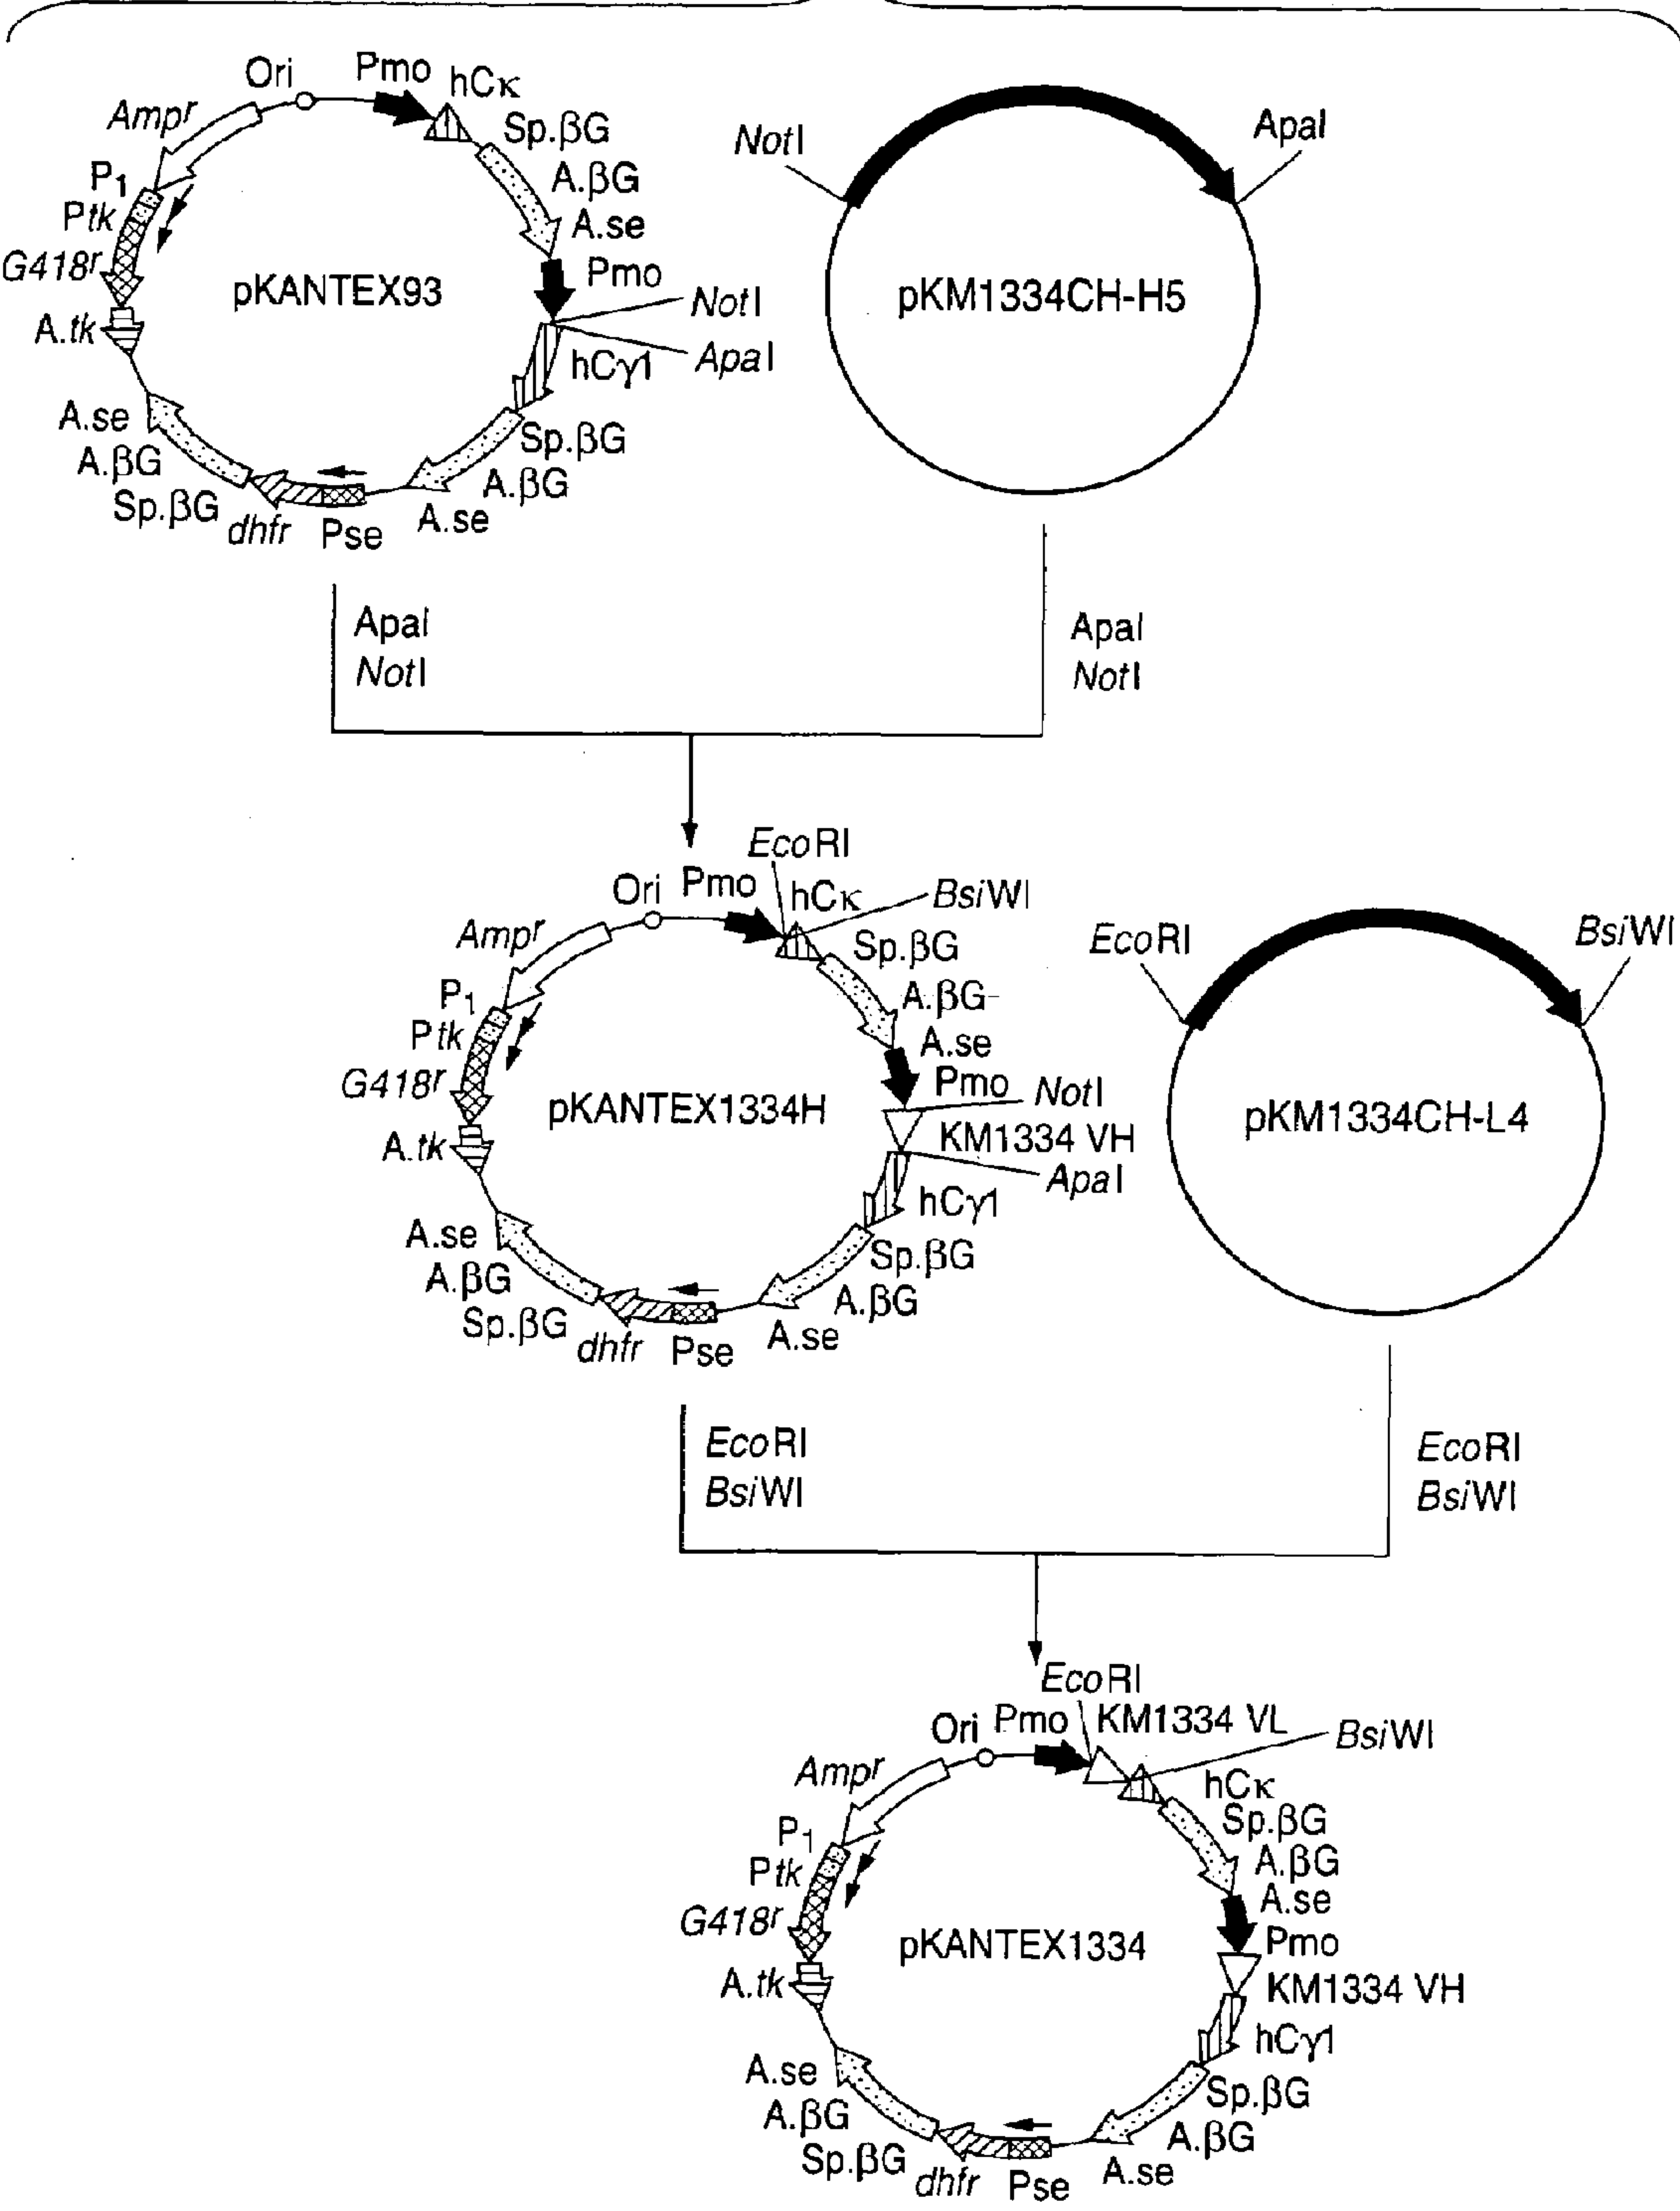 Ori
Pmo
hCκ
Ampr
Sp.βG
P1
A.βG
Ptk
A.se
G418r
Pmo
pKANTEX93
NotI
A.tk
hCγ1
ApaI
A.se
Sp.βG
A.βG
A.βG
Sp.βG
A.se
dhfr
Pse
NotI
ApaI
pKM1334CH-H5
ApaI
NotI
ApaI
NotI
EcoRI
Ori
Pmo
hCκ
BsiWI
Ampr
Sp.βG
P1
A.βG
Ptk
A.se
G418r
Pmo
NotI
pKANTEX1334H
A.tk
KM1334 VH
ApaI
hCγ1
A.se
Sp.βG
A.βG
A.βG
Sp.βG
A.se
dhfr
Pse
EcoRI
BsiWI
pKM1334CH-L4
EcoRI
BsiWI
EcoRI
BsiWI
EcoRI
Ori
Pmo
KM1334 VL
BsiWI
Ampr
hCκ
Sp.βG
P1
A.βG
Ptk
A.se
G418r
Pmo
pKANTEX1334
A.tk
KM1334 VH
hCγ1
A.se
Sp.βG
A.βG
A.βG
Sp.βG
A.se
dhfr
Pse